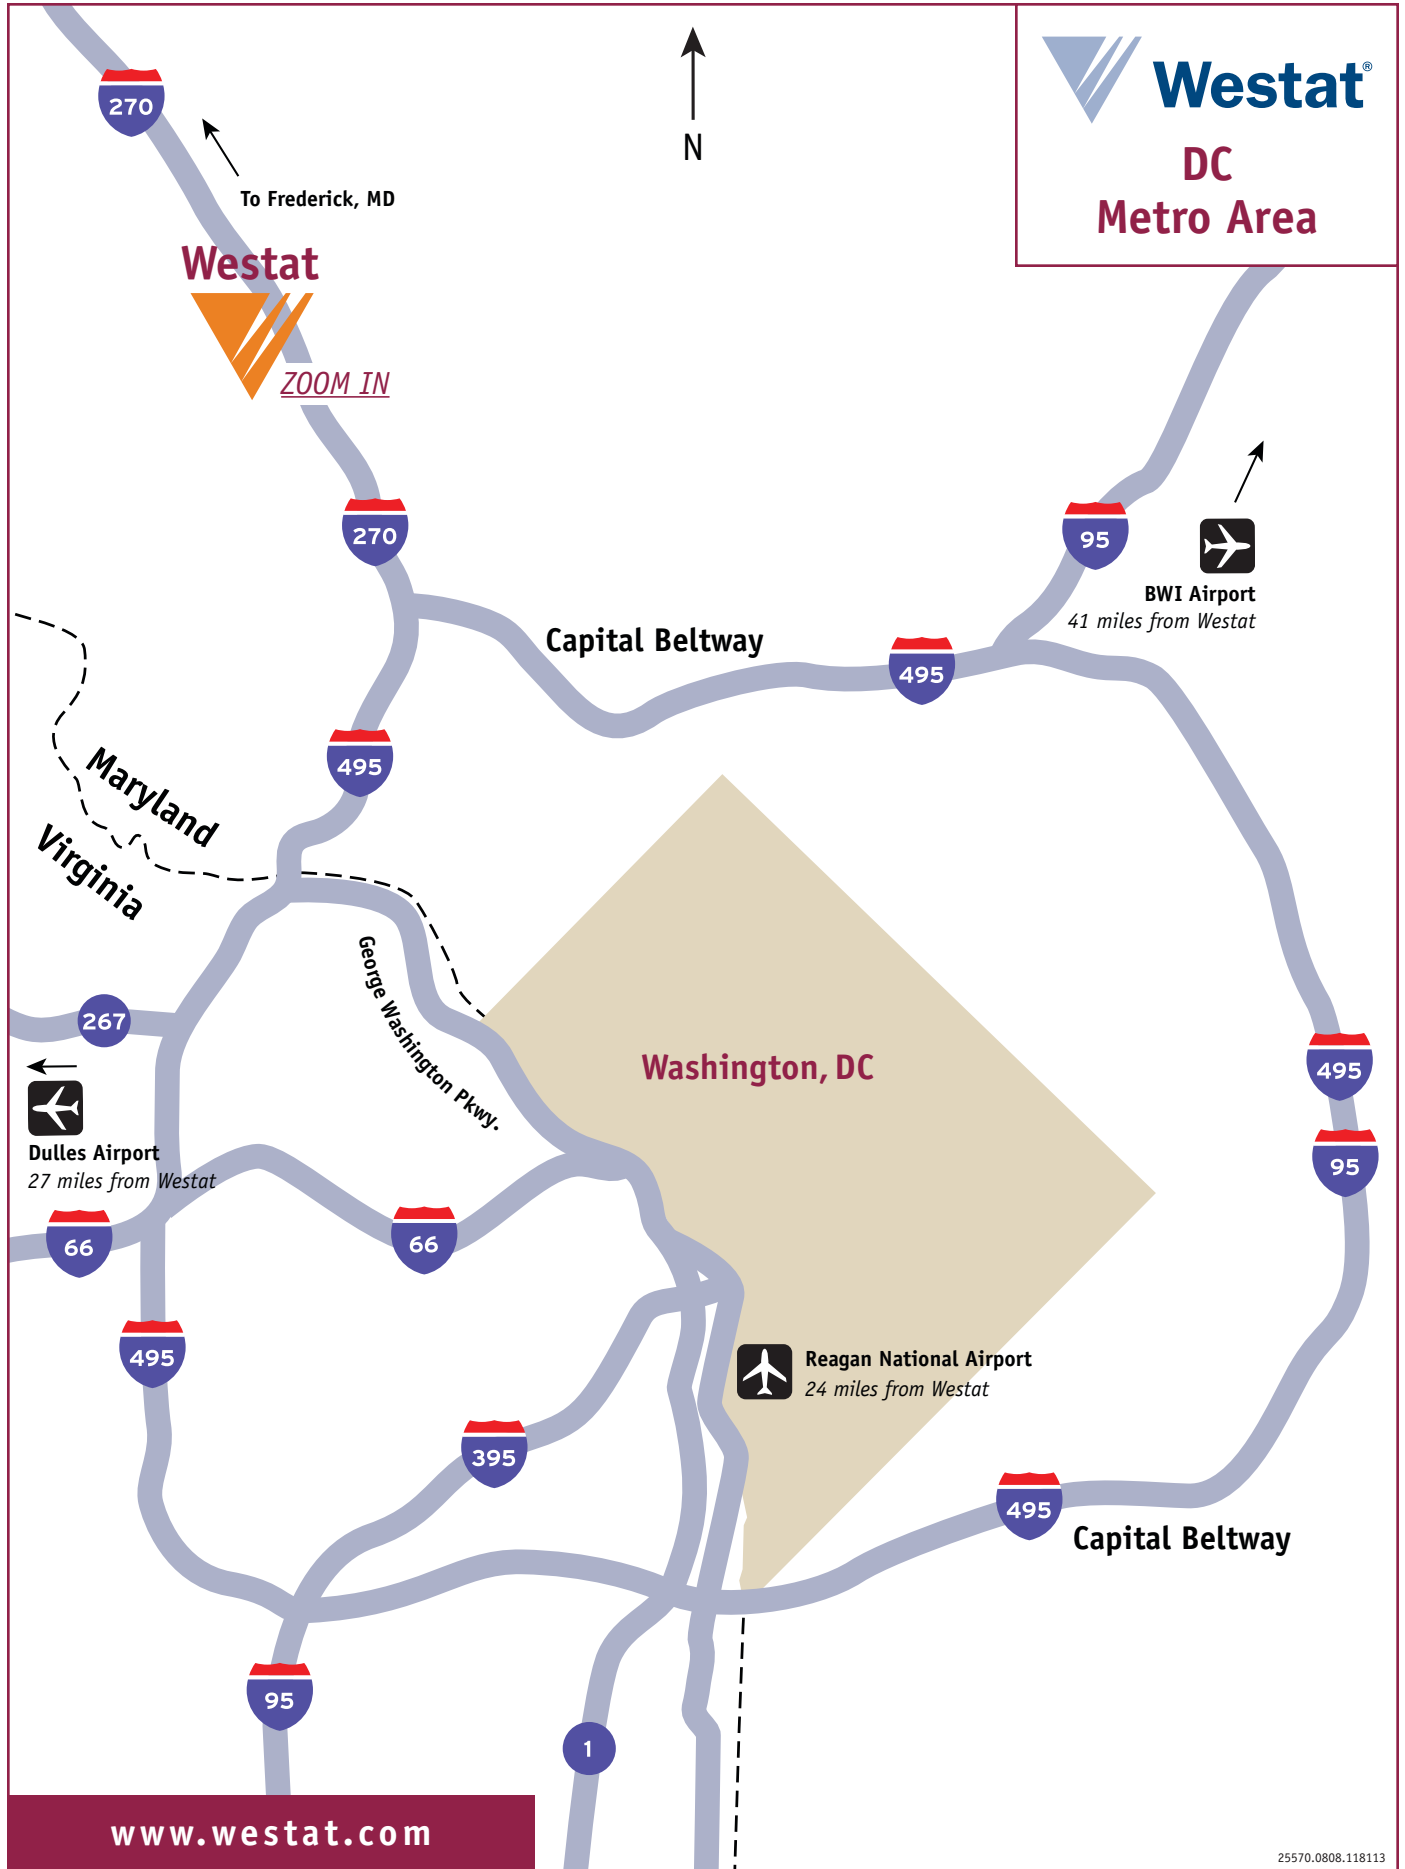 270
N
Westat®
DC
Metro Area
To Frederick, MD
Westat
ZOOM IN
270
95
BWI Airport
41 miles from Westat
Capital Beltway
495
495
Maryland
Virginia
George Washington Pkwy.
267
Washington, DC
495
95
Dulles Airport
27 miles from Westat
66
66
495
Reagan National Airport
24 miles from Westat
395
495
Capital Beltway
95
1
www.westat.com
25570.0808.118113